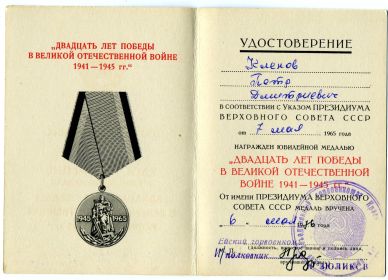 „ДВАДЦАТЬ ЛЕТ ПОБЕДЫ
В ВЕЛИКОЙ ОТЕЧЕСТВЕННОЙ ВОЙНЕ
1941—1945 гг.“
1945
1965
УДОСТОВЕРЕНИЕ
Кленов
Петр
Дмитриевич
В СООТВЕТСТВИИ С УКАЗОМ ПРЕЗИДИУМА
ВЕРХОВНОГО СОВЕТА СССР
от 7 мая 1965 года
НАГРАЖДЕН ЮБИЛЕЙНОЙ МЕДАЛЬЮ
„ДВАДЦАТЬ ЛЕТ ПОБЕДЫ
В ВЕЛИКОЙ ОТЕЧЕСТВЕННОЙ
ВОЙНЕ 1941—1945 гг.“
От имени ПРЕЗИДИУМА ВЕРХОВНОГО
СОВЕТА СССР МЕДАЛЬ ВРУЧЕНА
6 мая
Ейский горвоенком
Полковник